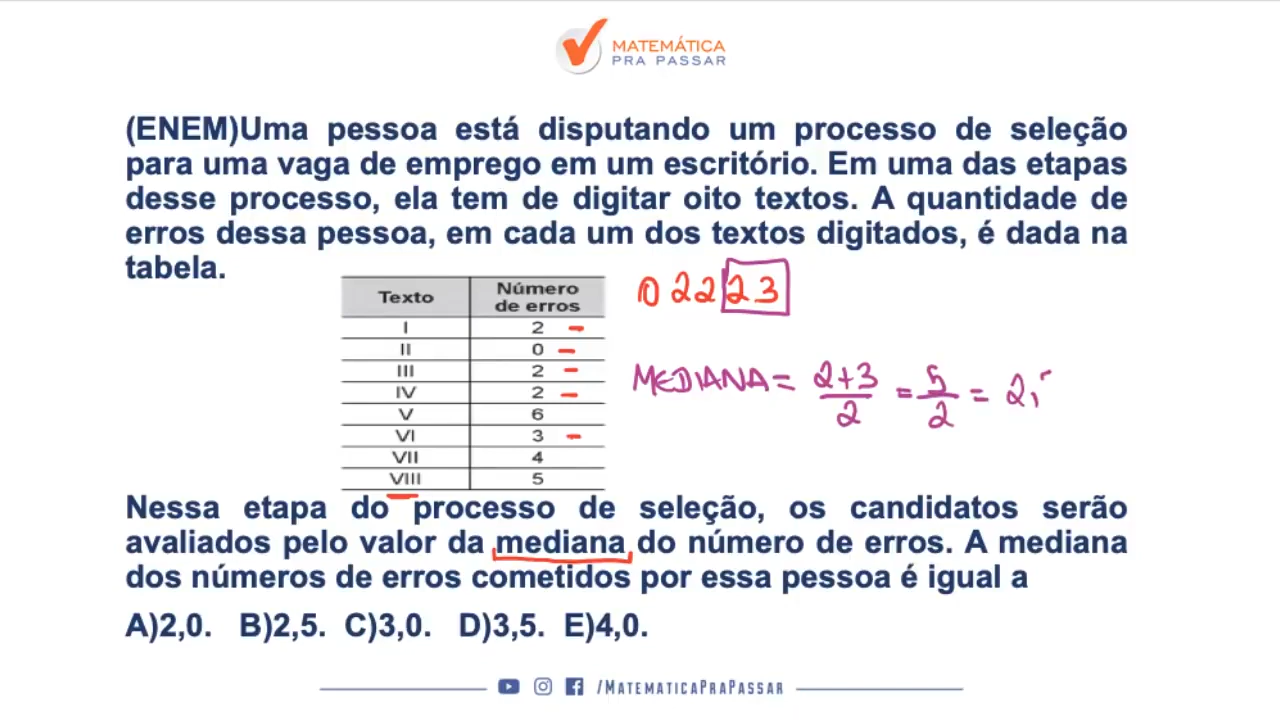 MATEMÁTICA
PRA PASSAR
(ENEM)Uma pessoa está disputando um processo de seleção
para uma vaga de emprego em um escritório. Em uma das etapas
desse processo, ela tem de digitar oito textos. A quantidade de
erros dessa pessoa, em cada um dos textos digitados, é dada na
tabela.
Texto Número de erros
I 2
II 0
III 2
IV 2
V 6
VI 3
VII 4
VIII 5
0 2 2 2 3
MEDIANA = 2+3/2 = 5/2 = 2,5
Nessa etapa do processo de seleção, os candidatos serão
avaliados pelo valor da mediana do número de erros. A mediana
dos números de erros cometidos por essa pessoa é igual a
A)2,0. B)2,5. C)3,0. D)3,5. E)4,0.
/MATEMATICAPRAPASSAR